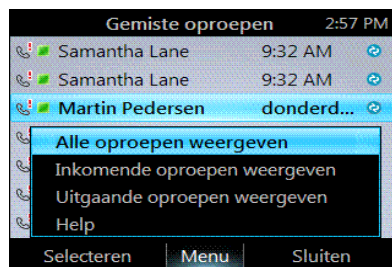 Gemiste oproepen 2:57 PM
Samantha Lane 9:32 AM
Samantha Lane 9:32 AM
Martin Pedersen donderd...
Alle oproepen weergeven
Inkomende oproepen weergeven
Uitgaande oproepen weergeven
Help
Selecteren Menu Sluiten